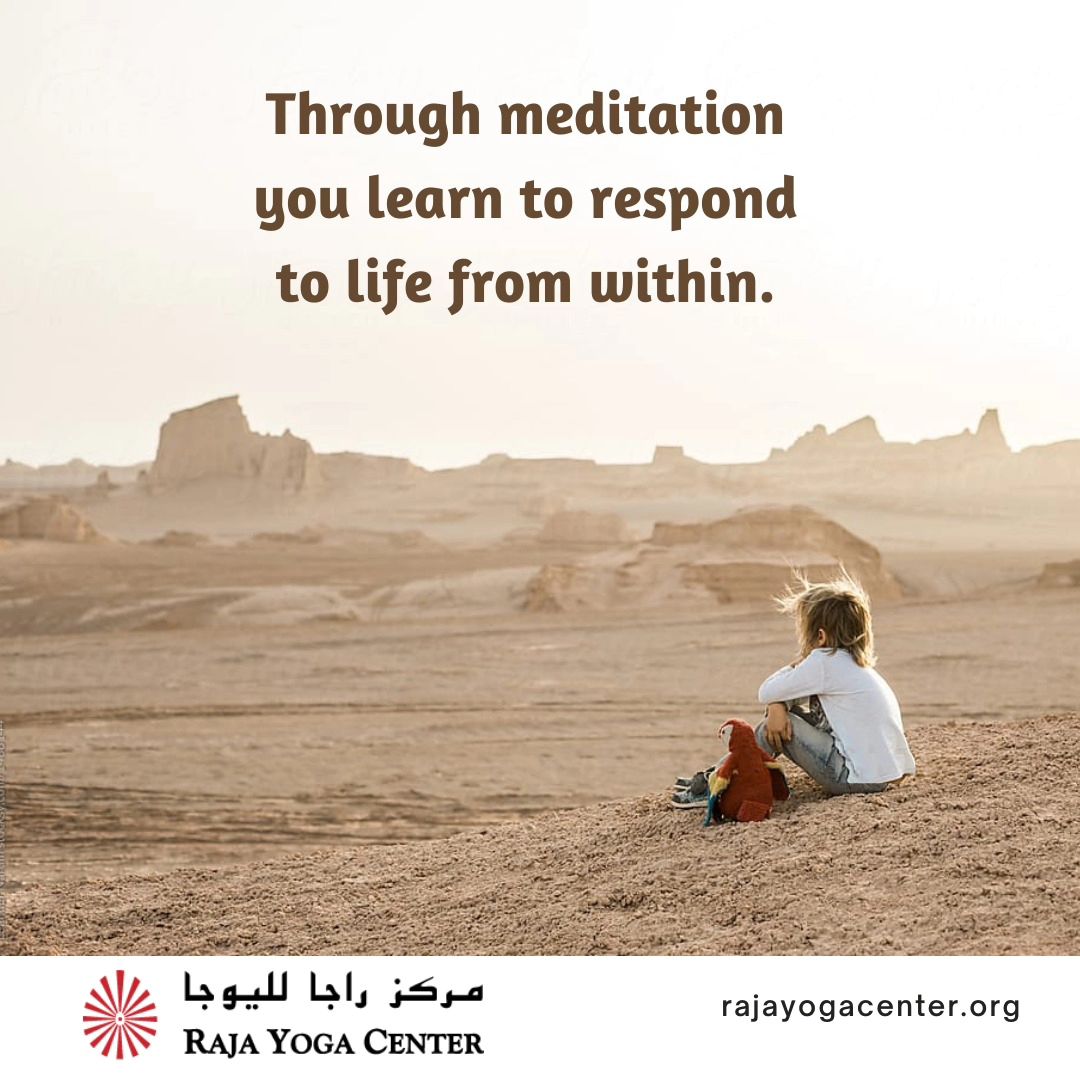 Through meditation
you learn to respond
to life from within.
مركز راجا لليوجا
RAJA YOGA CENTER
rajayogacenter.org